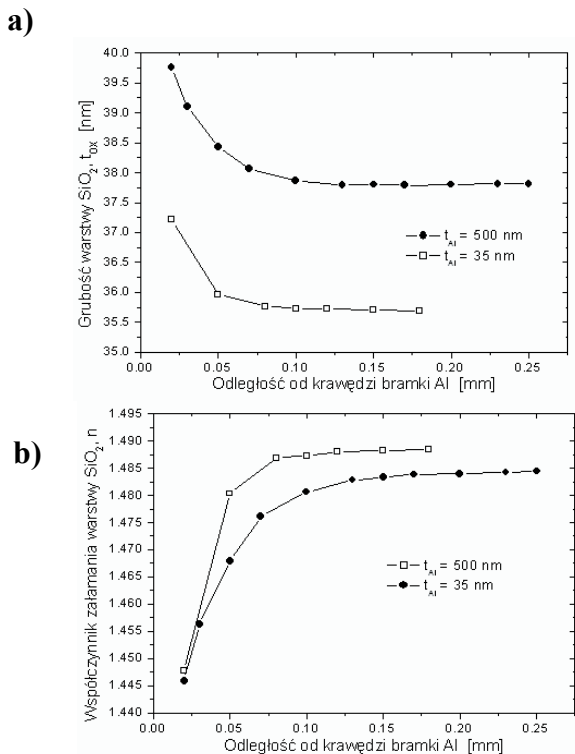 a)
40.0
39.5
39.0
38.5
38.0
37.5
37.0
36.5
36.0
35.5
35.0
Grubość warstwy SiO₂, tox [nm]
t_Al = 500 nm
t_Al = 35 nm
0.00 0.05 0.10 0.15 0.20 0.25
Odległość od krawędzi bramki Al [mm]
b)
1.495
1.490
1.485
1.480
1.475
1.470
1.465
1.460
1.455
1.450
1.445
1.440
Współczynnik załamania warstwy SiO₂, n
t_Al = 500 nm
t_Al = 35 nm
0.00 0.05 0.10 0.15 0.20 0.25
Odległość od krawędzi bramki Al [mm]